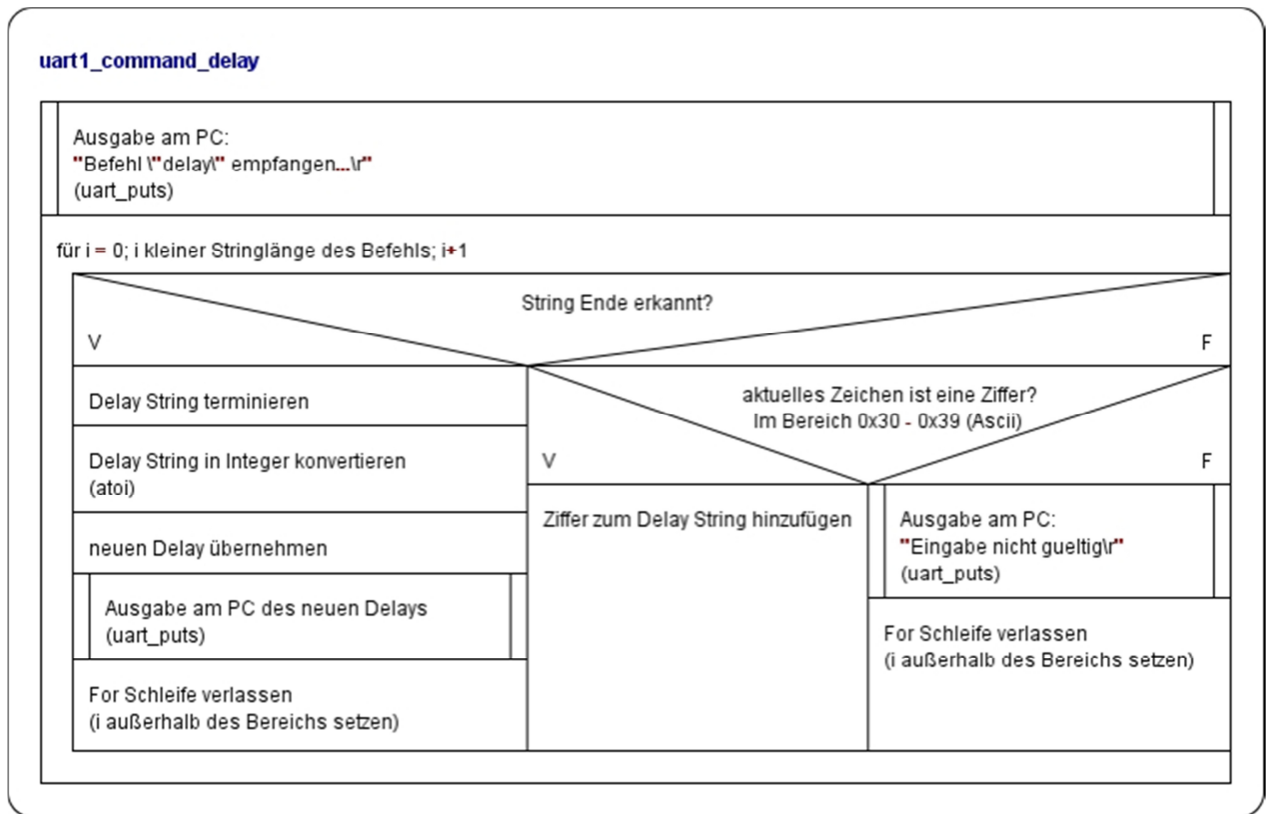 uart1_command_delay
Ausgabe am PC:
"Befehl \"delay\" empfangen...\r"
(uart_puts)
für i = 0; i kleiner Stringlänge des Befehls; i+1
String Ende erkannt?
V
F
Delay String terminieren
Delay String in Integer konvertieren
(atoi)
neuen Delay übernehmen
Ausgabe am PC des neuen Delays
(uart_puts)
For Schleife verlassen
(i außerhalb des Bereichs setzen)
aktuelles Zeichen ist eine Ziffer?
Im Bereich 0x30 - 0x39 (Ascii)
V
F
Ziffer zum Delay String hinzufügen
Ausgabe am PC:
"Eingabe nicht gueltig\r"
(uart_puts)
For Schleife verlassen
(i außerhalb des Bereichs setzen)